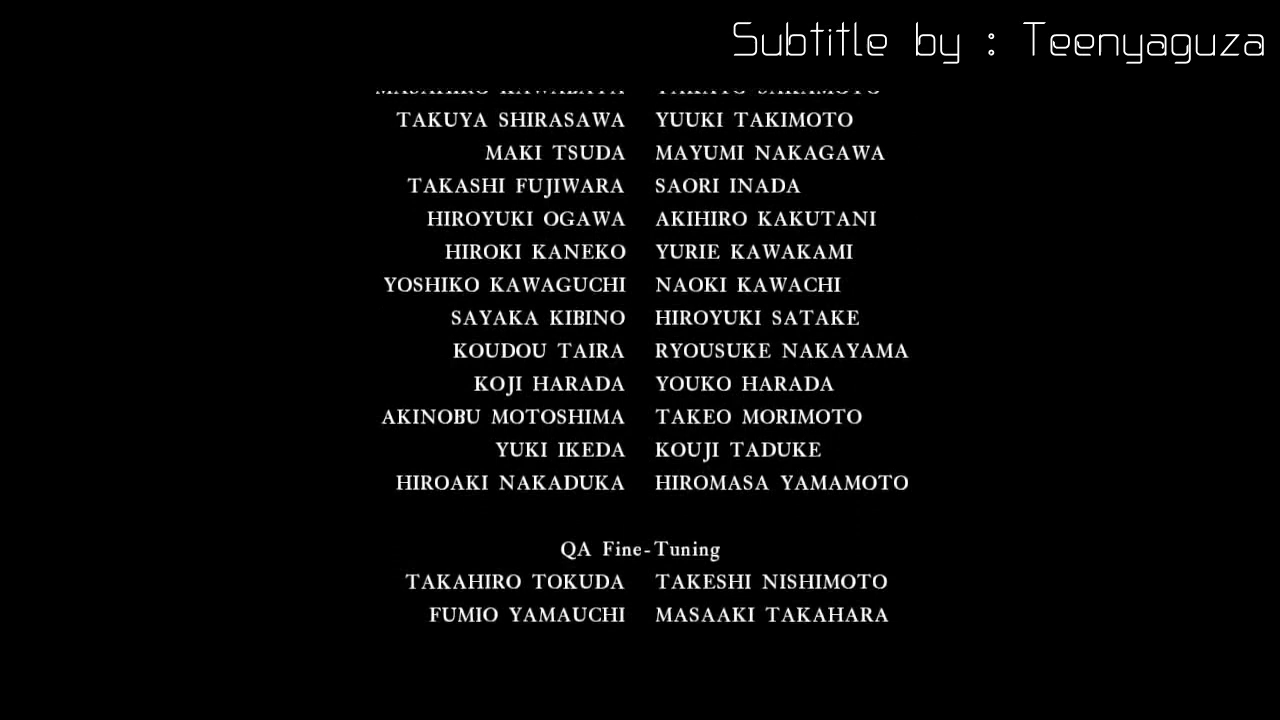 Subtitle by : Teenyaguza
TAKUYA SHIRASAWA YUUKI TAKIMOTO
MAKI TSUDA MAYUMI NAKAGAWA
TAKASHI FUJIWARA SAORI INADA
HIROYUKI OGAWA AKIHIRO KAKUTANI
HIROKI KANEKO YURIE KAWAKAMI
YOSHIKO KAWAGUCHI NAOKI KAWACHI
SAYAKA KIBINO HIROYUKI SATAKE
KOUDOU TAIRA RYOUSUKE NAKAYAMA
KOJI HARADA YOUKO HARADA
AKINOBU MOTOSHIMA TAKEO MORIMOTO
YUKI IKEDA KOUJI TADUKE
HIROAKI NAKADUKA HIROMASA YAMAMOTO
QA Fine-Tuning
TAKAHIRO TOKUDA TAKESHI NISHIMOTO
FUMIO YAMAUCHI MASAAKI TAKAHARA